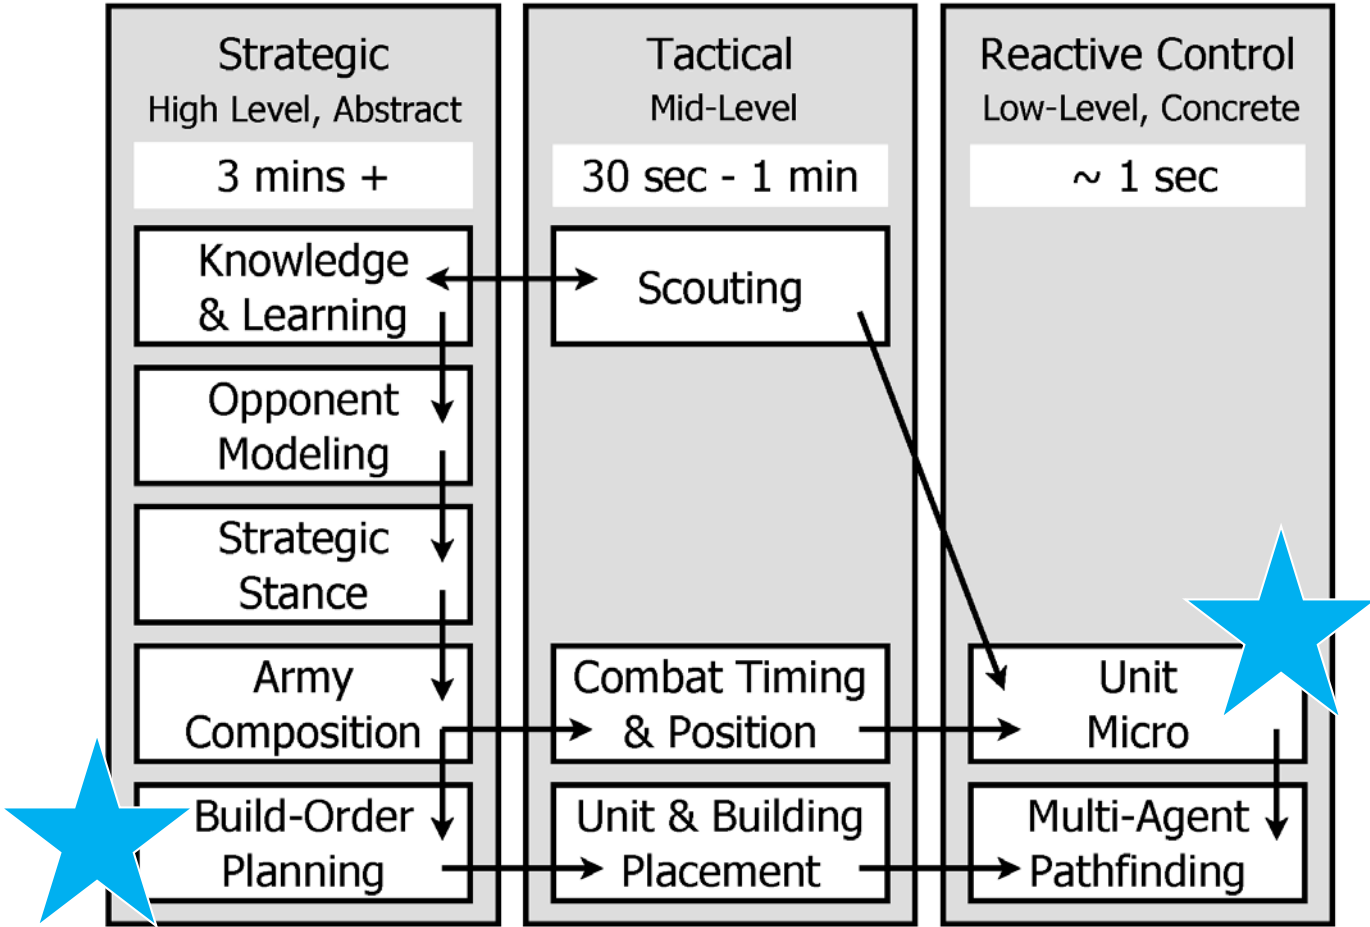 Strategic
High Level, Abstract
3 mins +
Knowledge
& Learning
Opponent
Modeling
Strategic
Stance
Army
Composition
Build-Order
Planning
Tactical
Mid-Level
30 sec - 1 min
Scouting
Combat Timing
& Position
Unit & Building
Placement
Reactive Control
Low-Level, Concrete
~ 1 sec
Unit
Micro
Multi-Agent
Pathfinding